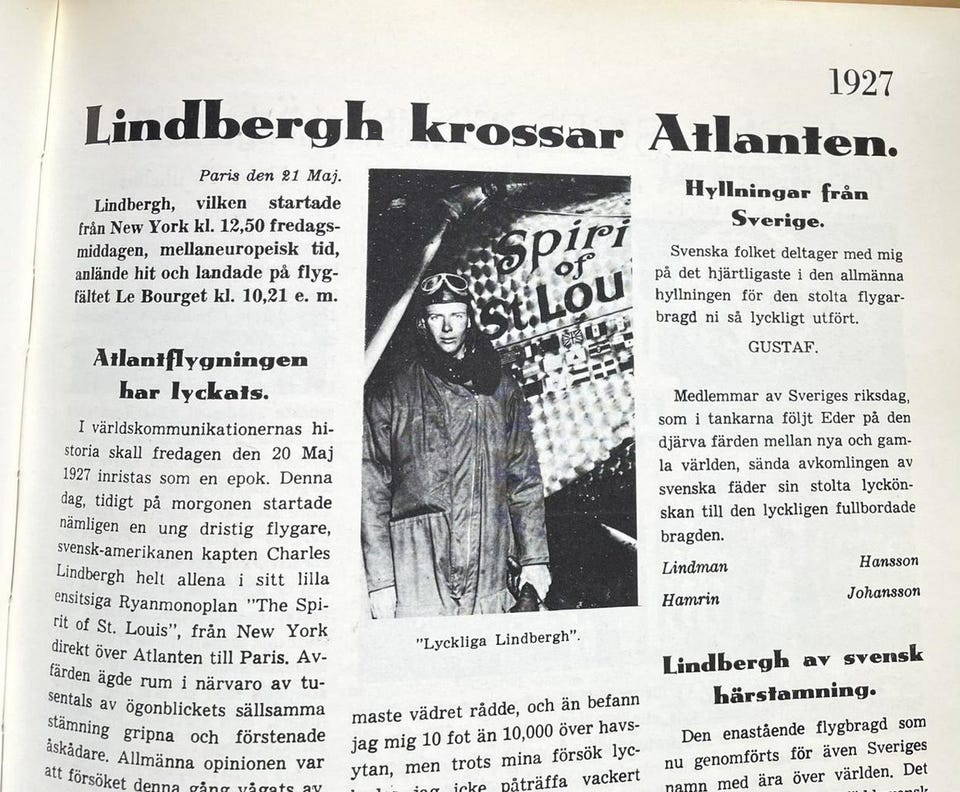 1927
Lindbergh krossar Atlanten.
Paris den 21 Maj.
Lindbergh, vilken startade
från New York kl. 12,50 fredags-
middagen, mellaneuropeisk tid,
anlände hit och landade på flyg-
fältet Le Bourget kl. 10,21 e. m.
Atlantflygningen
har lyckats.
I världskommunikationernas hi-
storia skall fredagen den 20 Maj
1927 inristas som en epok. Denna
dag, tidigt på morgonen startade
nämligen en ung dristig flygare,
svensk-amerikanen kapten Charles
Lindbergh helt allena i sitt lilla
ensitsiga Ryanmonoplan "The Spi-
rit of St. Louis", från New York
direkt över Atlanten till Paris. Av-
färden ägde rum i närvaro av tu-
sentals av ögonblickets sällsamma
stämning gripna och förstenade
åskådare. Allmänna opinionen var
att försöket denna gång vågats av
Spiri
of
St. Lou
"Lyckliga Lindbergh".
maste vädret rådde, och än befann
jag mig 10 fot än 10,000 över havs-
ytan, men trots mina försök lyc-
jag icke påträffa vackert
Hyllningar från
Sverige.
Svenska folket deltager med mig
på det hjärtligaste i den allmänna
hyllningen för den stolta flygar-
bragd ni så lyckligt utfört.
GUSTAF.
Medlemmar av Sveriges riksdag,
som i tankarna följt Eder på den
djärva färden mellan nya och gam-
la världen, sända avkomlingen av
svenska fäder sin stolta lyckön-
skan till den lyckligen fullbordade
bragden.
Lindman Hansson
Hamrin Johansson
Lindbergh av svensk
härstamning.
Den enastående flygbragd som
nu genomförts för även Sveriges
namn med ära över världen. Det